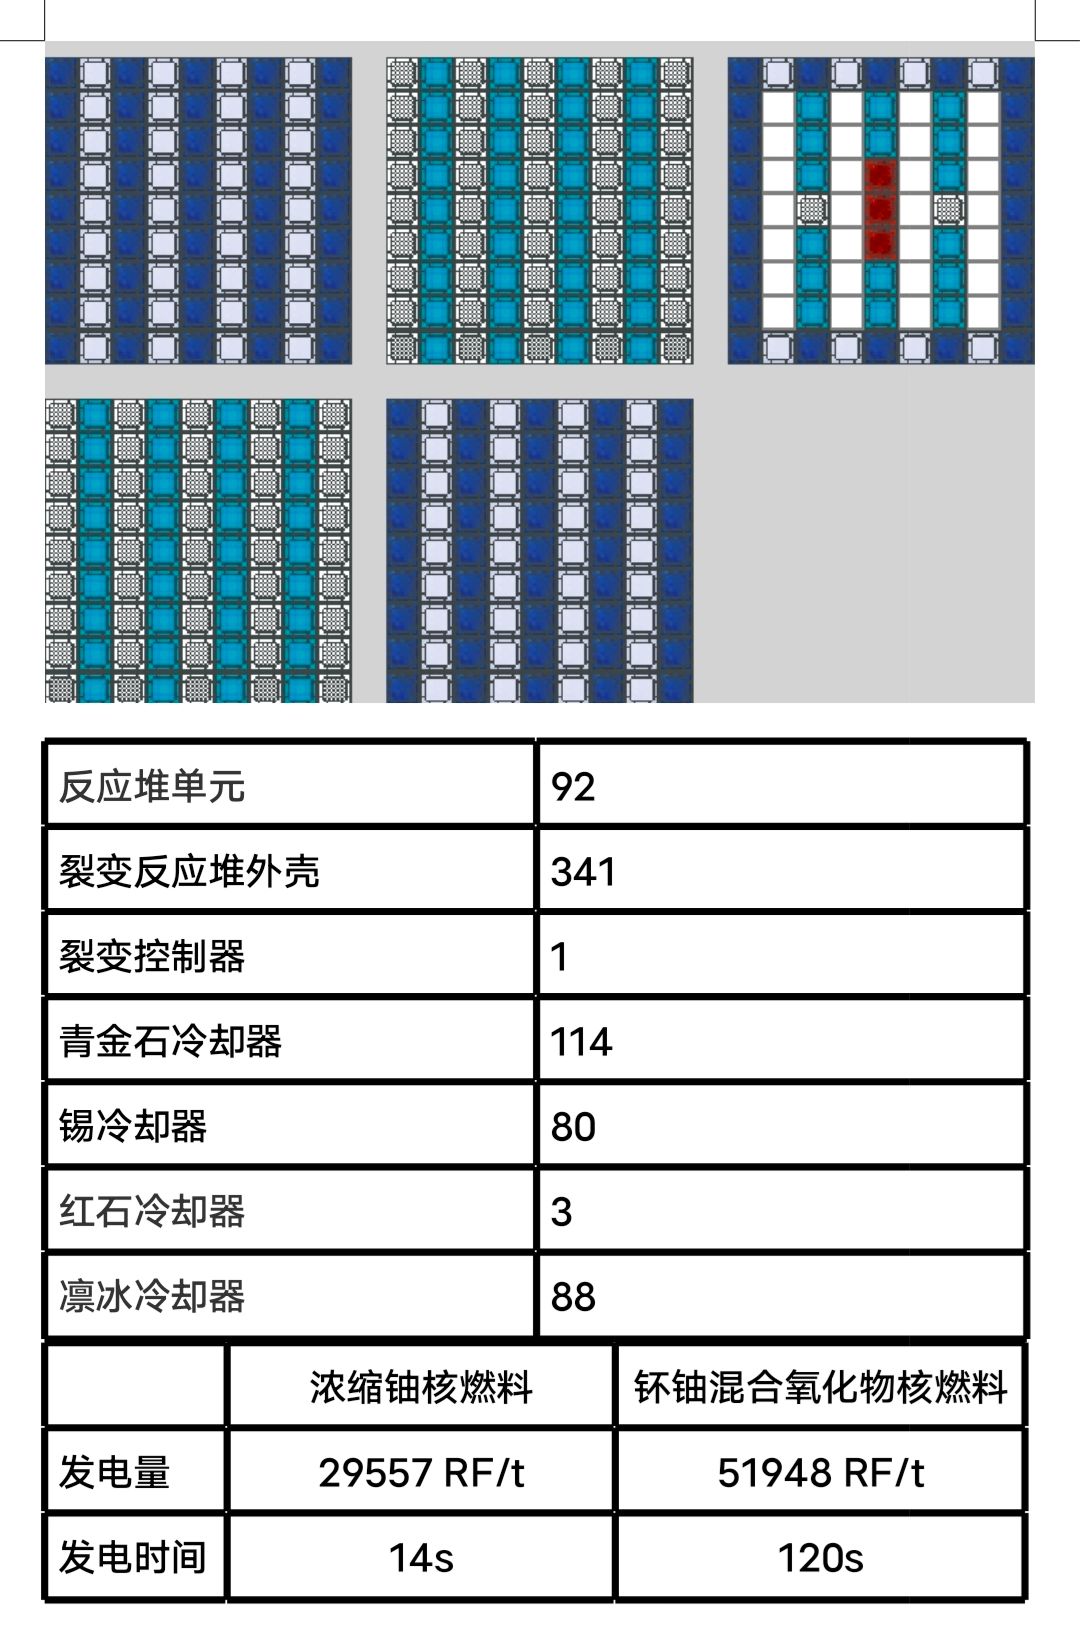 反应堆单元 92
裂变反应堆外壳 341
裂变控制器 1
青金石冷却器 114
锡冷却器 80
红石冷却器 3
凛冰冷却器 88
浓缩铀核燃料 钚铀混合氧化物核燃料
发电量 29557 RF/t 51948 RF/t
发电时间 14s 120s